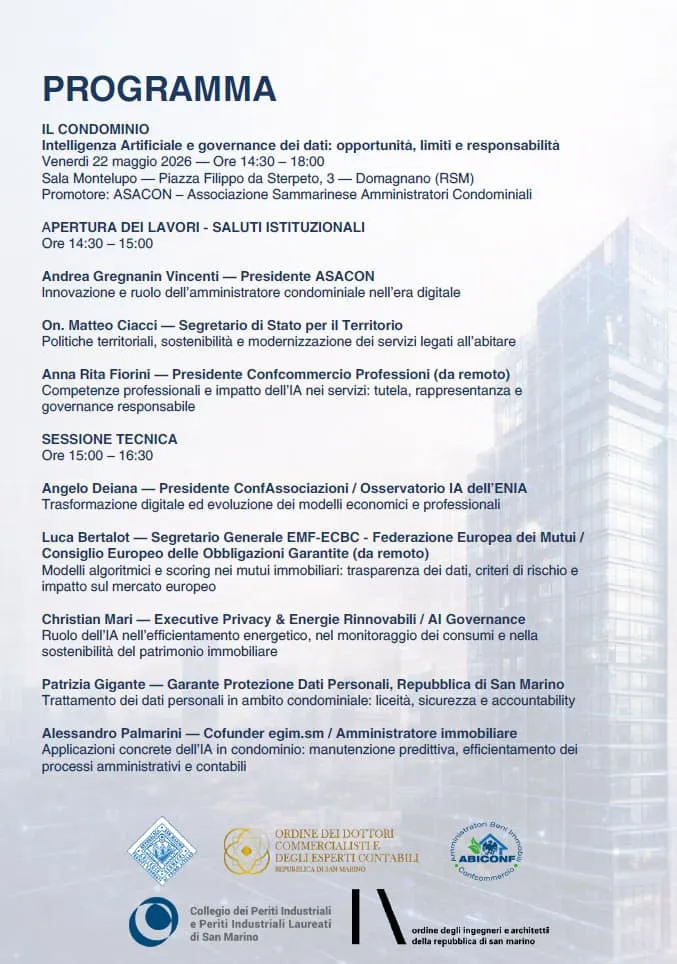 PROGRAMMA
IL CONDOMINIO
Intelligenza Artificiale e governance dei dati: opportunità, limiti e responsabilità
Venerdì 22 maggio 2026 — Ore 14:30 – 18:00
Sala Montelupo — Piazza Filippo da Sterpeto, 3 — Domagnano (RSM)
Promotore: ASACON – Associazione Sammarinese Amministratori Condominiali
APERTURA DEI LAVORI - SALUTI ISTITUZIONALI
Ore 14:30 – 15:00
Andrea Gregnanin Vincenti — Presidente ASACON
Innovazione e ruolo dell’amministratore condominiale nell’era digitale
On. Matteo Ciacci — Segretario di Stato per il Territorio
Politiche territoriali, sostenibilità e modernizzazione dei servizi legati all’abitare
Anna Rita Fiorini — Presidente Confcommercio Professioni (da remoto)
Competenze professionali e impatto dell’IA nei servizi: tutela, rappresentanza e
governance responsabile
SESSIONE TECNICA
Ore 15:00 – 16:30
Angelo Deiana — Presidente ConfAssociazioni / Osservatorio IA dell’ENIA
Trasformazione digitale ed evoluzione dei modelli economici e professionali
Luca Bertalot — Segretario Generale EMF-ECBC - Federazione Europea dei Mutui /
Consiglio Europeo delle Obbligazioni Garantite (da remoto)
Modelli algoritmici e scoring nei mutui immobiliari: trasparenza dei dati, criteri di rischio e
impatto sul mercato europeo
Christian Mari — Executive Privacy & Energie Rinnovabili / AI Governance
Ruolo dell’IA nell’efficientamento energetico, nel monitoraggio dei consumi e nella
sostenibilità del patrimonio immobiliare
Patrizia Gigante — Garante Protezione Dati Personali, Repubblica di San Marino
Trattamento dei dati personali in ambito condominiale: liceità, sicurezza e accountability
Alessandro Palmarini — Cofunder egim.sm / Amministratore immobiliare
Applicazioni concrete dell’IA in condominio: manutenzione predittiva, efficientamento dei
processi amministrativi e contabili
ORDINE DEI DOTTORI
COMMERCIALISTI E
DEGLI ESPERTI CONTABILI
REPUBBLICA DI SAN MARINO
Amministratori Beni Immobili
ABICONF
Confcommercio
Collegio dei Periti Industriali
e Periti Industriali Laureati
di San Marino
ordine degli ingegneri e architetti
della repubblica di san marino